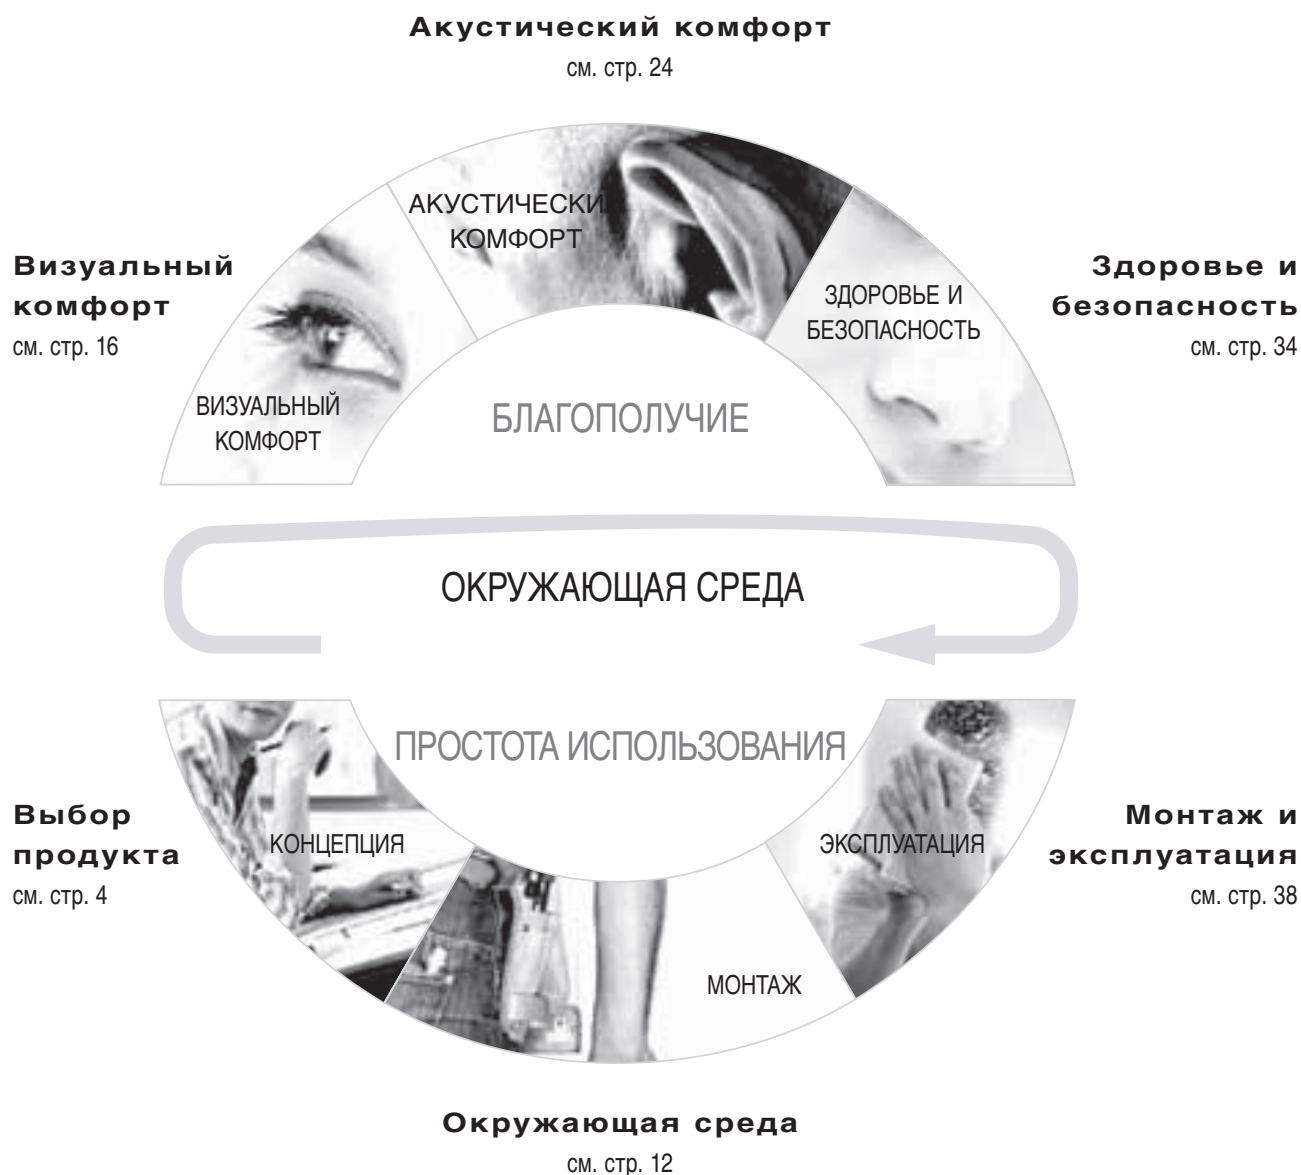 Акустический комфорт
см. стр. 24
АКУСТИЧЕСКИ
КОМФОРТ
Визуальный
комфорт
см. стр. 16
Здоровье и
безопасность
см. стр. 34
ЗДОРОВЬЕ И
БЕЗОПАСНОСТЬ
ВИЗУАЛЬНЫЙ
КОМФОРТ
БЛАГОПОЛУЧИЕ
ОКРУЖАЮЩАЯ СРЕДА
ПРОСТОТА ИСПОЛЬЗОВАНИЯ
Выбор
продукта
см. стр. 4
КОНЦЕПЦИЯ
ЭКСПЛУАТАЦИЯ
Монтаж и
эксплуатация
см. стр. 38
МОНТАЖ
Окружающая среда
см. стр. 12